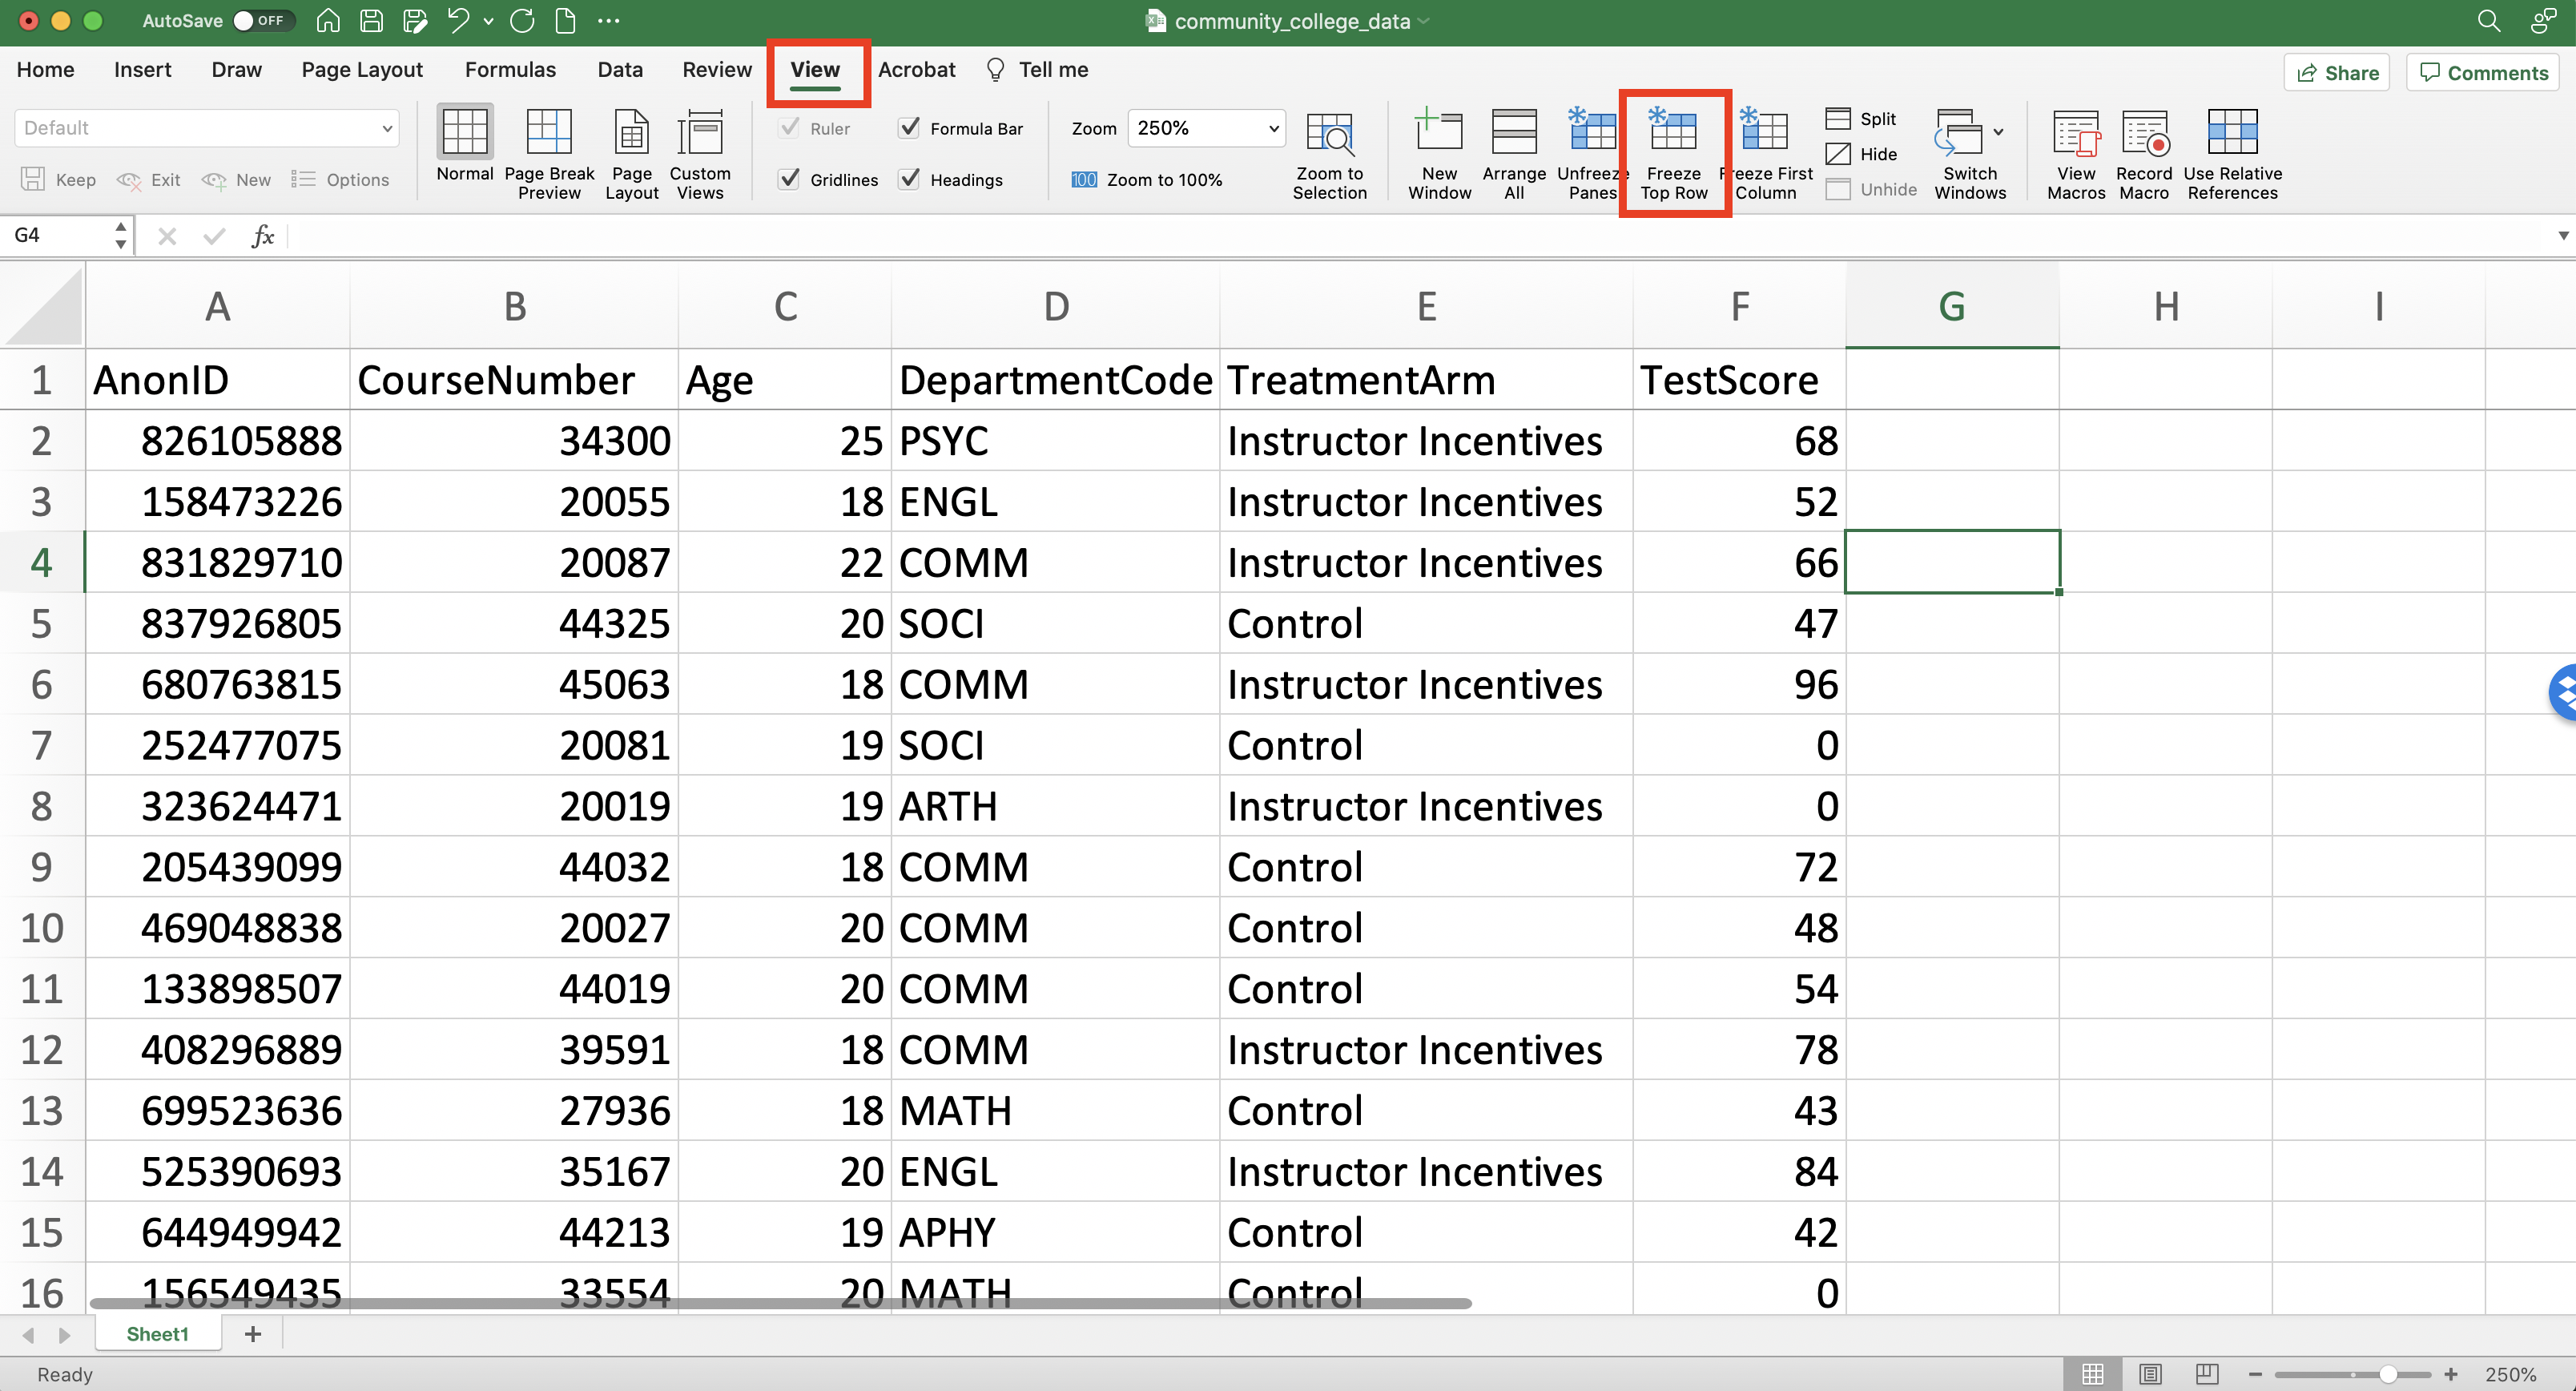 AutoSave OFF community_college_data
Home Insert Draw Page Layout Formulas Data Review View Acrobat Tell me Share Comments
Default Normal Page Break Preview Page Layout Custom Views Ruler Formula Bar Zoom 250% Zoom to Selection New Window Arrange All Unfreeze Panes Freeze Top Row Freeze First Column Split Hide Unhide Switch Windows View Macros Record Macro Use Relative References
Keep Exit New Options Gridlines Headings 100 Zoom to 100%
G4 fx
A B C D E F G H I
1 AnonID CourseNumber Age DepartmentCode TreatmentArm TestScore
2 826105888 34300 25 PSYC Instructor Incentives 68
3 158473226 20055 18 ENGL Instructor Incentives 52
4 831829710 20087 22 COMM Instructor Incentives 66
5 837926805 44325 20 SOCI Control 47
6 680763815 45063 18 COMM Instructor Incentives 96
7 252477075 20081 19 SOCI Control 0
8 323624471 20019 19 ARTH Instructor Incentives 0
9 205439099 44032 18 COMM Control 72
10 469048838 20027 20 COMM Control 48
11 133898507 44019 20 COMM Control 54
12 408296889 39591 18 COMM Instructor Incentives 78
13 699523636 27936 18 MATH Control 43
14 525390693 35167 20 ENGL Instructor Incentives 84
15 644949942 44213 19 APHY Control 42
16 156549435 33554 20 MATH Control 0
Sheet1
Ready 250%